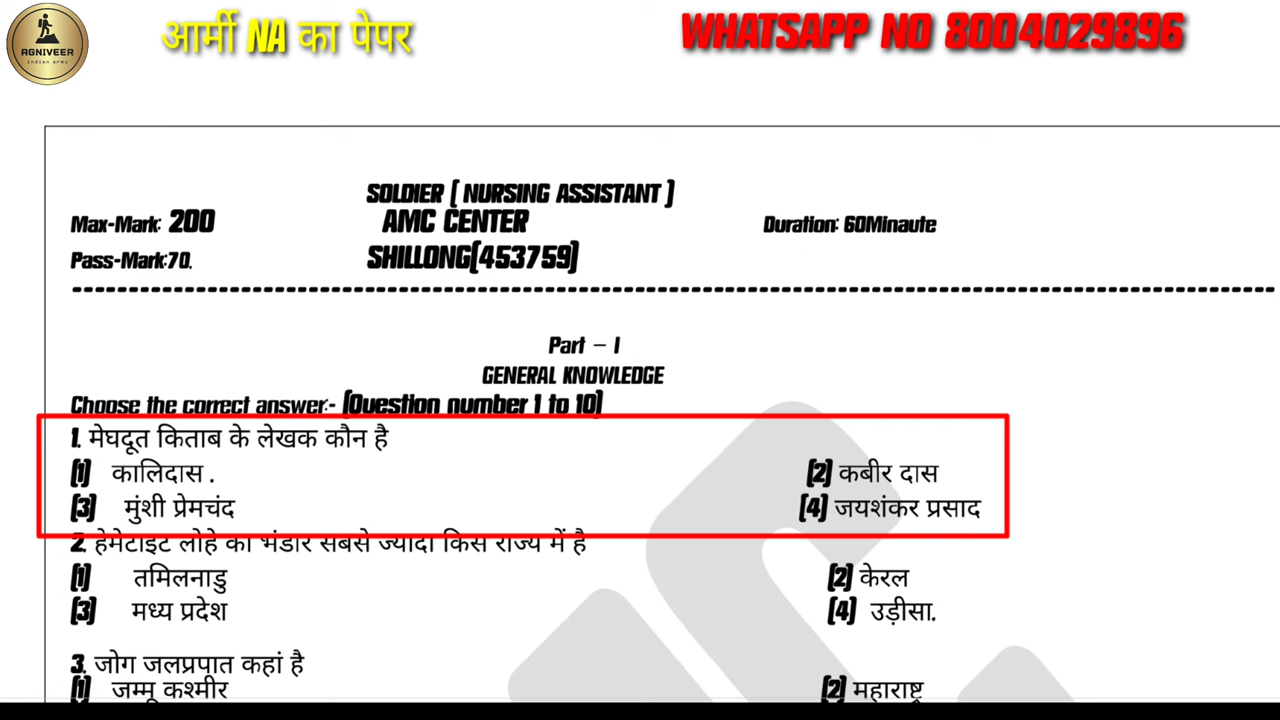 AGNIVEER
indian army
आर्मी NA का पेपर
WHATSAPP NO 8004029896
SOLDIER [ NURSING ASSISTANT ]
Max-Mark: 200 AMC CENTER Duration: 60Minaute
Pass-Mark:70. SHILLONG[453759]
Part – I
GENERAL KNOWLEDGE
Choose the correct answer:- [Question number 1 to 10]
1. मेघदूत किताब के लेखक कौन है
[1] कालिदास . [2] कबीर दास
[3] मुंशी प्रेमचंद [4] जयशंकर प्रसाद
2. हेमेटाइट लोहे का भंडार सबसे ज्यादा किस राज्य में है
[1] तमिलनाडु [2] केरल
[3] मध्य प्रदेश [4] उड़ीसा.
3. जोग जलप्रपात कहां है
[1] जम्मू कश्मीर [2] महाराष्ट्र